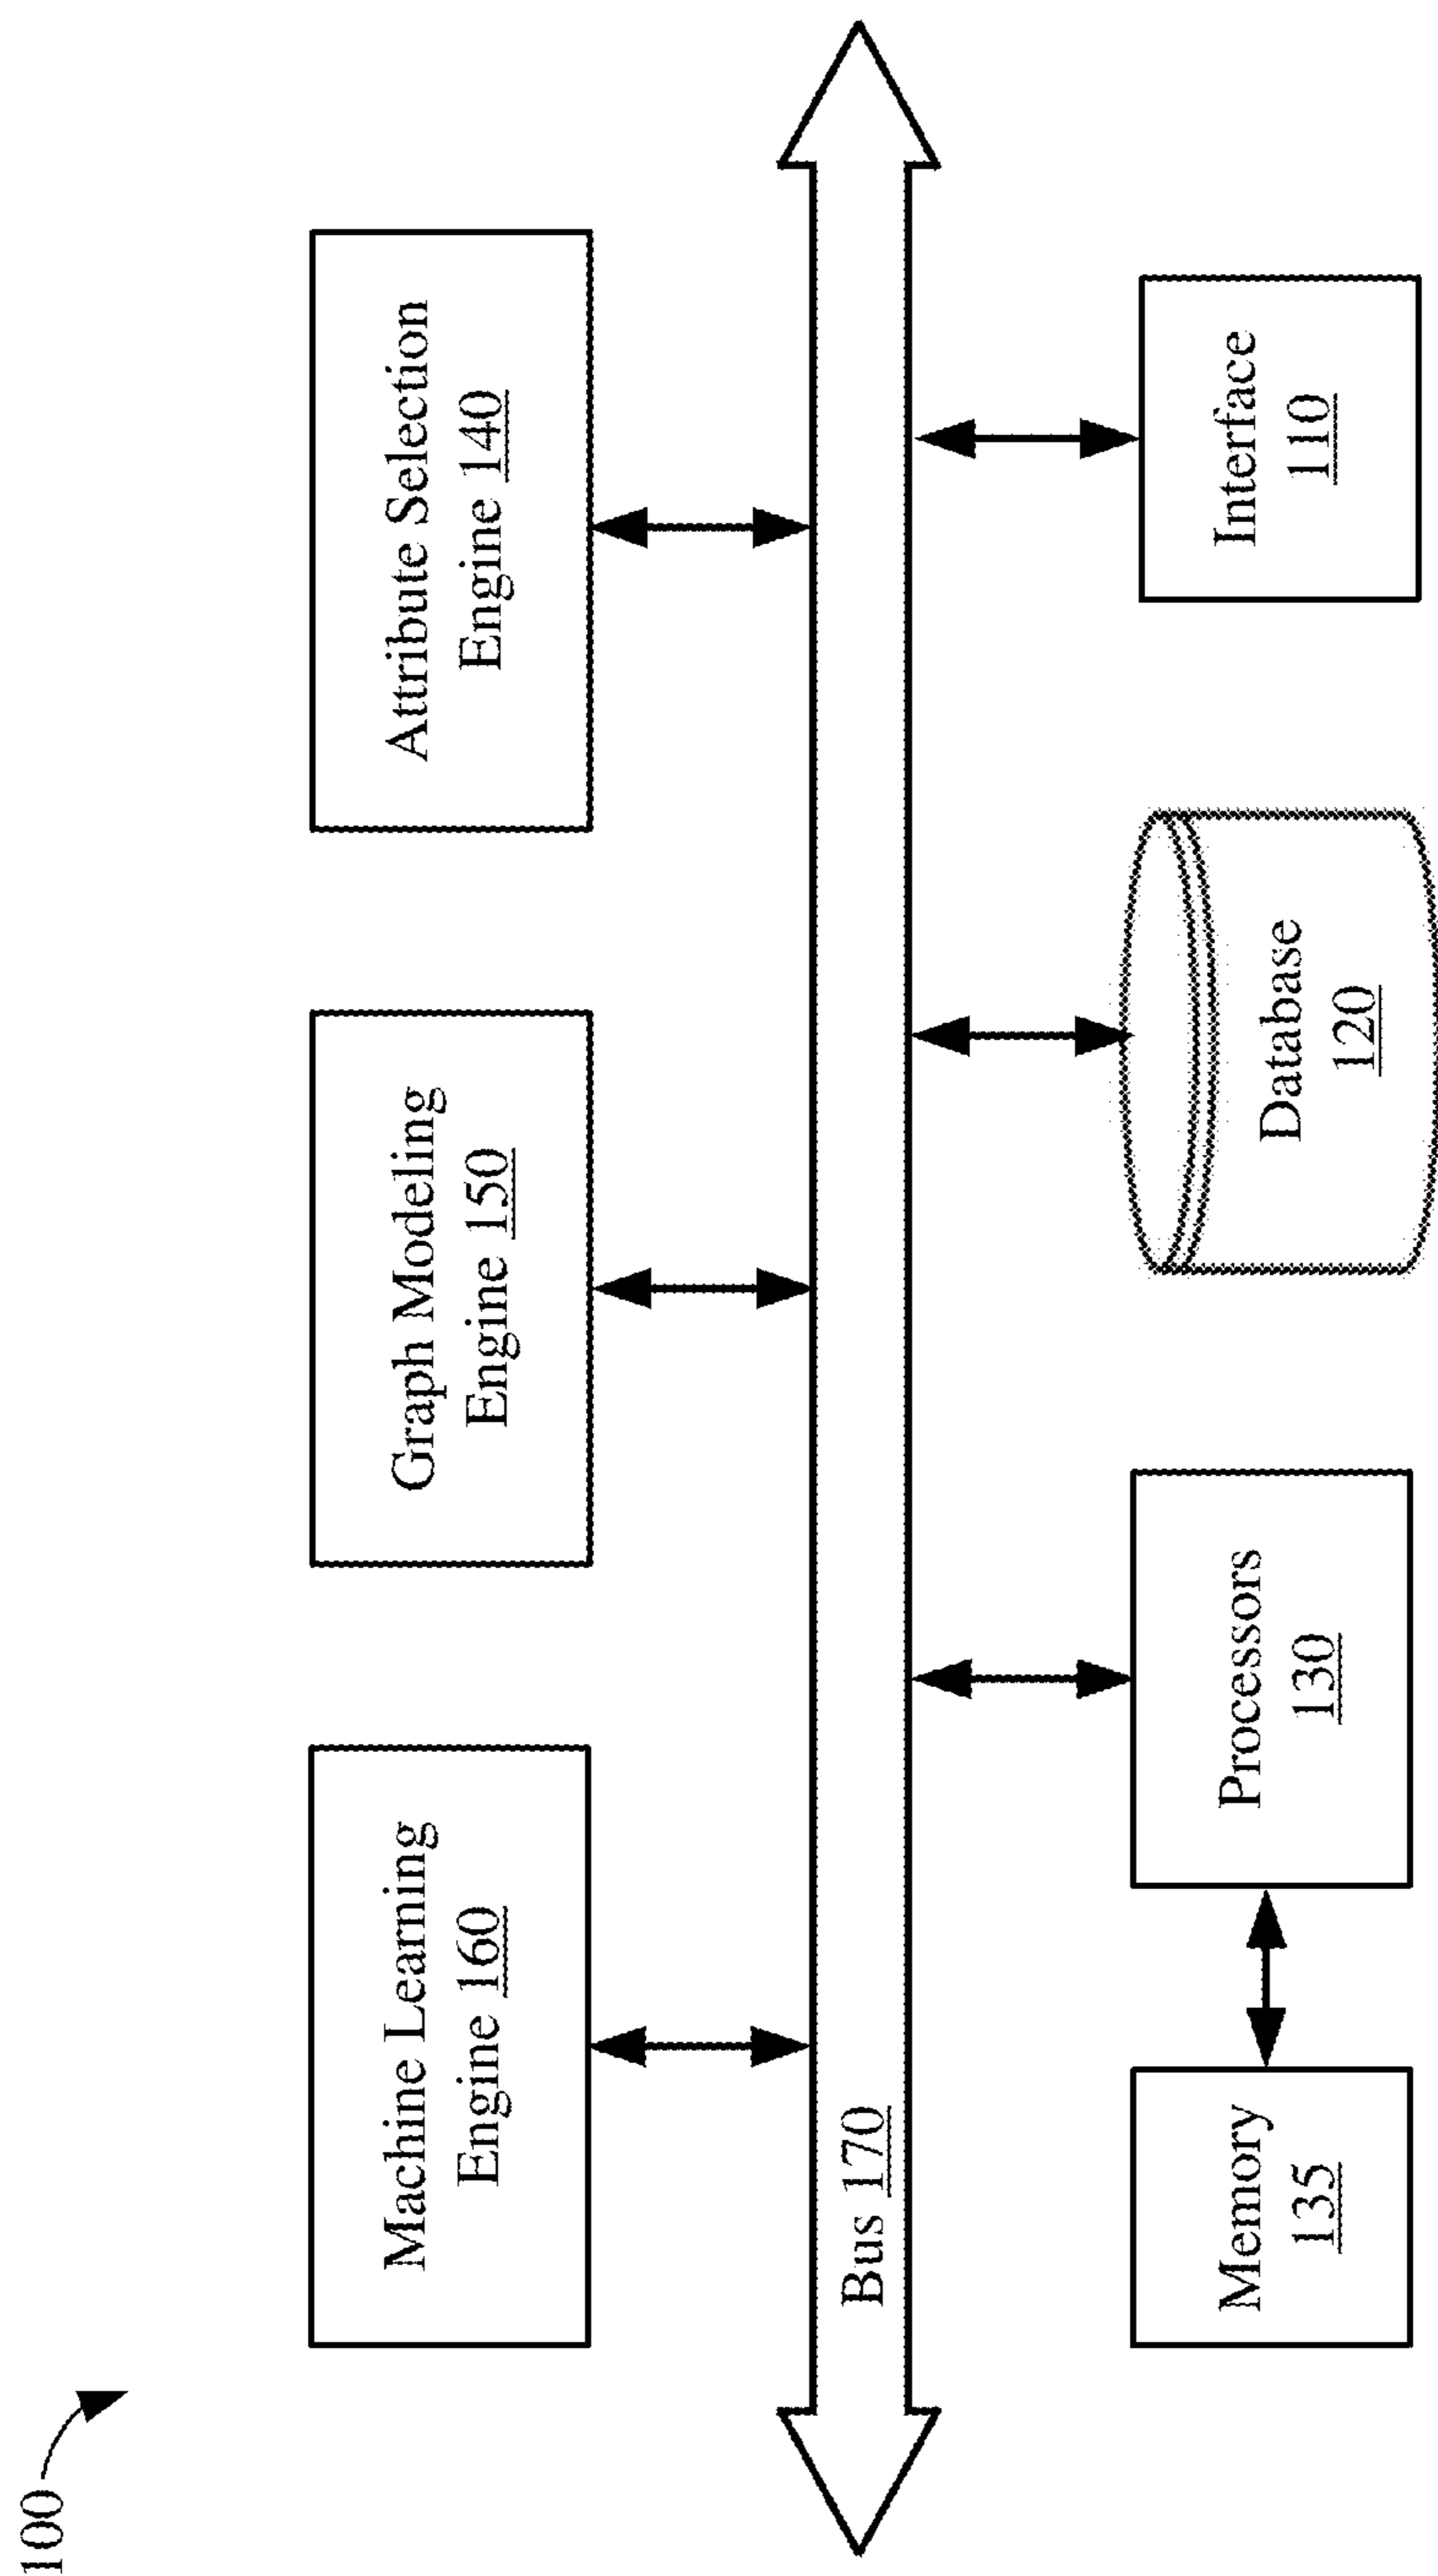 100
Machine Learning
Engine 160
Graph Modeling
Engine 150
Attribute Selection
Engine 140
Bus 170
Memory
135
Processors
130
Database
120
Interface
110